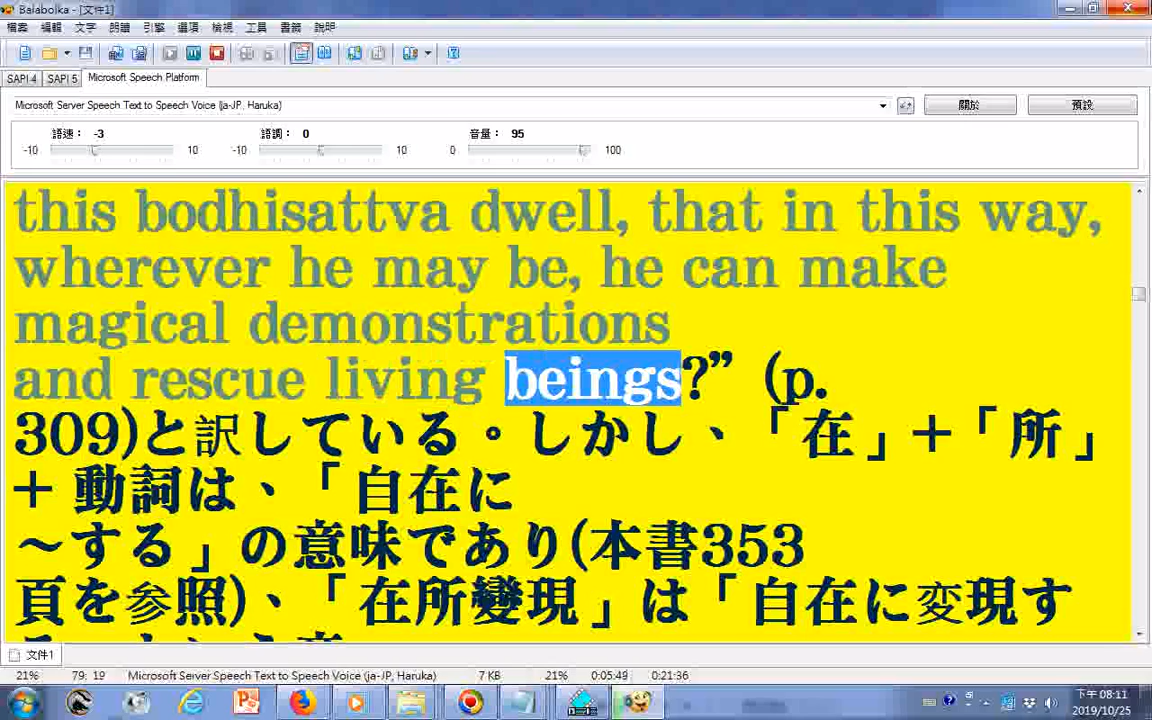 Balabolka - [文件1]
檔案 編輯 文字 朗讀 引擎 選項 檢視 工具 書籤 說明
SAPI 4 SAPI 5 Microsoft Speech Platform
Microsoft Server Speech Text to Speech Voice (ja-JP, Haruka) 關於 預設
語速： -3 語調： 0 音量： 95
-10 10 -10 10 0 100
this bodhisattva dwell, that in this way,
wherever he may be, he can make
magical demonstrations
and rescue living beings?” (p.
309)と訳している。しかし、「在」＋「所」
＋動詞は、「自在に
～する」の意味であり(本書353
頁を参照)、「在所變現」は「自在に変現す
文件1
21% 79: 19 Microsoft Server Speech Text to Speech Voice (ja-JP, Haruka) 7 KB 21% 0:05:49 0:21:36
下午 08:11
2019/10/25